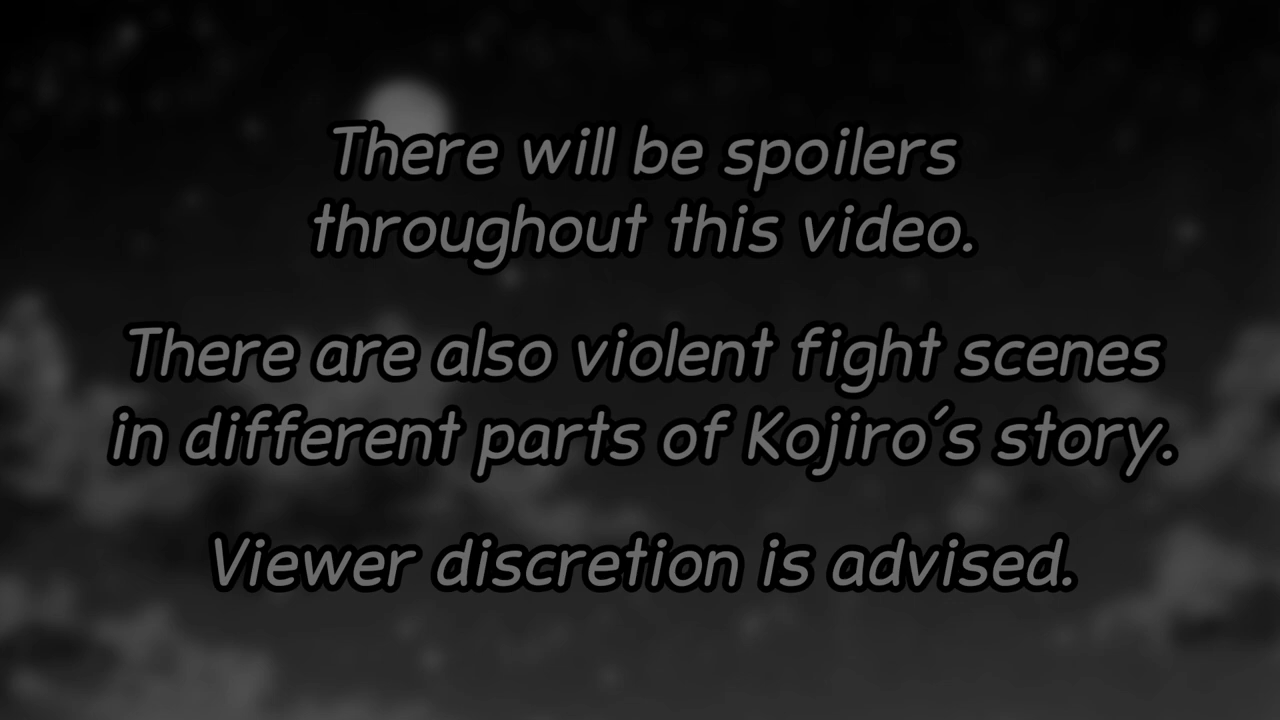 There will be spoilers
throughout this video.
There are also violent fight scenes
in different parts of Kojiro's story.
Viewer discretion is advised.